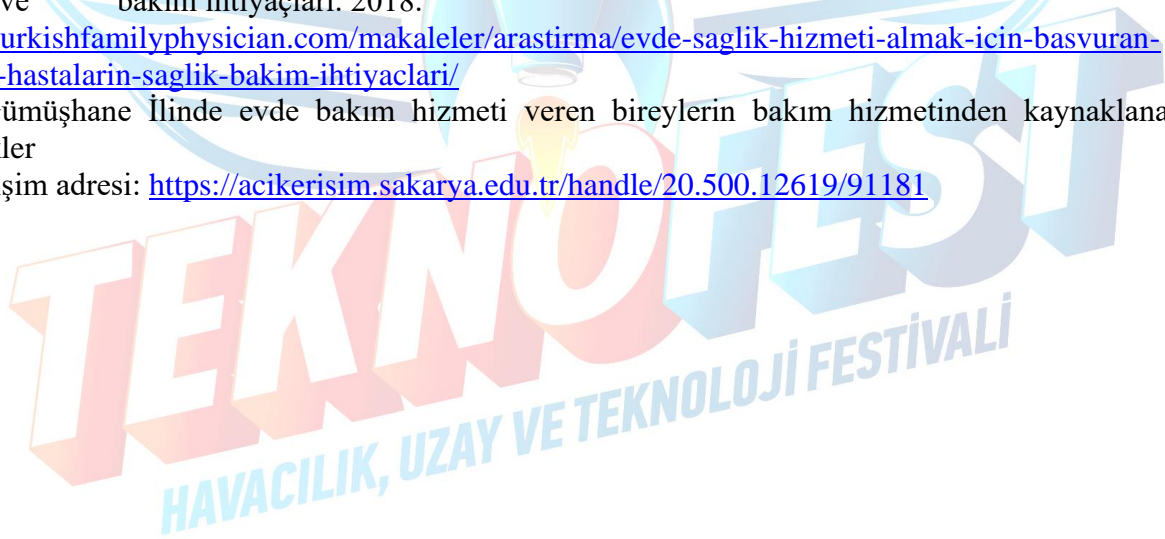 ve bakım ihtiyaçları. 2018.
urkishfamilyphysician.com/makaleler/arastirma/evde-saglik-hizmeti-almak-icin-basvuran-
-hastalarin-saglik-bakim-ihtiyaclari/
ümüşhane İlinde evde bakım hizmeti veren bireylerin bakım hizmetinden kaynaklana
ler
şim adresi: https://acikerisim.sakarya.edu.tr/handle/20.500.12619/91181
TEKNOFEST
HAVACILIK, UZAY VE TEKNOLOJİ FESTİVALİ